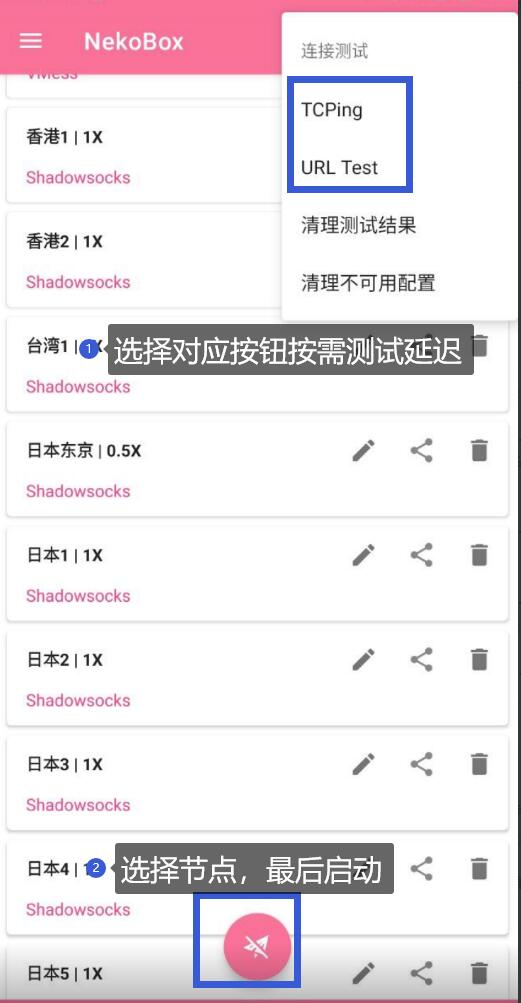 NekoBox
连接测试
TCPing
URL Test
清理测试结果
清理不可用配置
VMess
香港1 | 1X
Shadowsocks
香港2 | 1X
Shadowsocks
台湾1 | 1X
1 选择对应按钮按需测试延迟
Shadowsocks
日本东京 | 0.5X
Shadowsocks
日本1 | 1X
Shadowsocks
日本2 | 1X
Shadowsocks
日本3 | 1X
Shadowsocks
日本4 | 1
2 选择节点，最后启动
Shadowsocks
日本5 | 1X